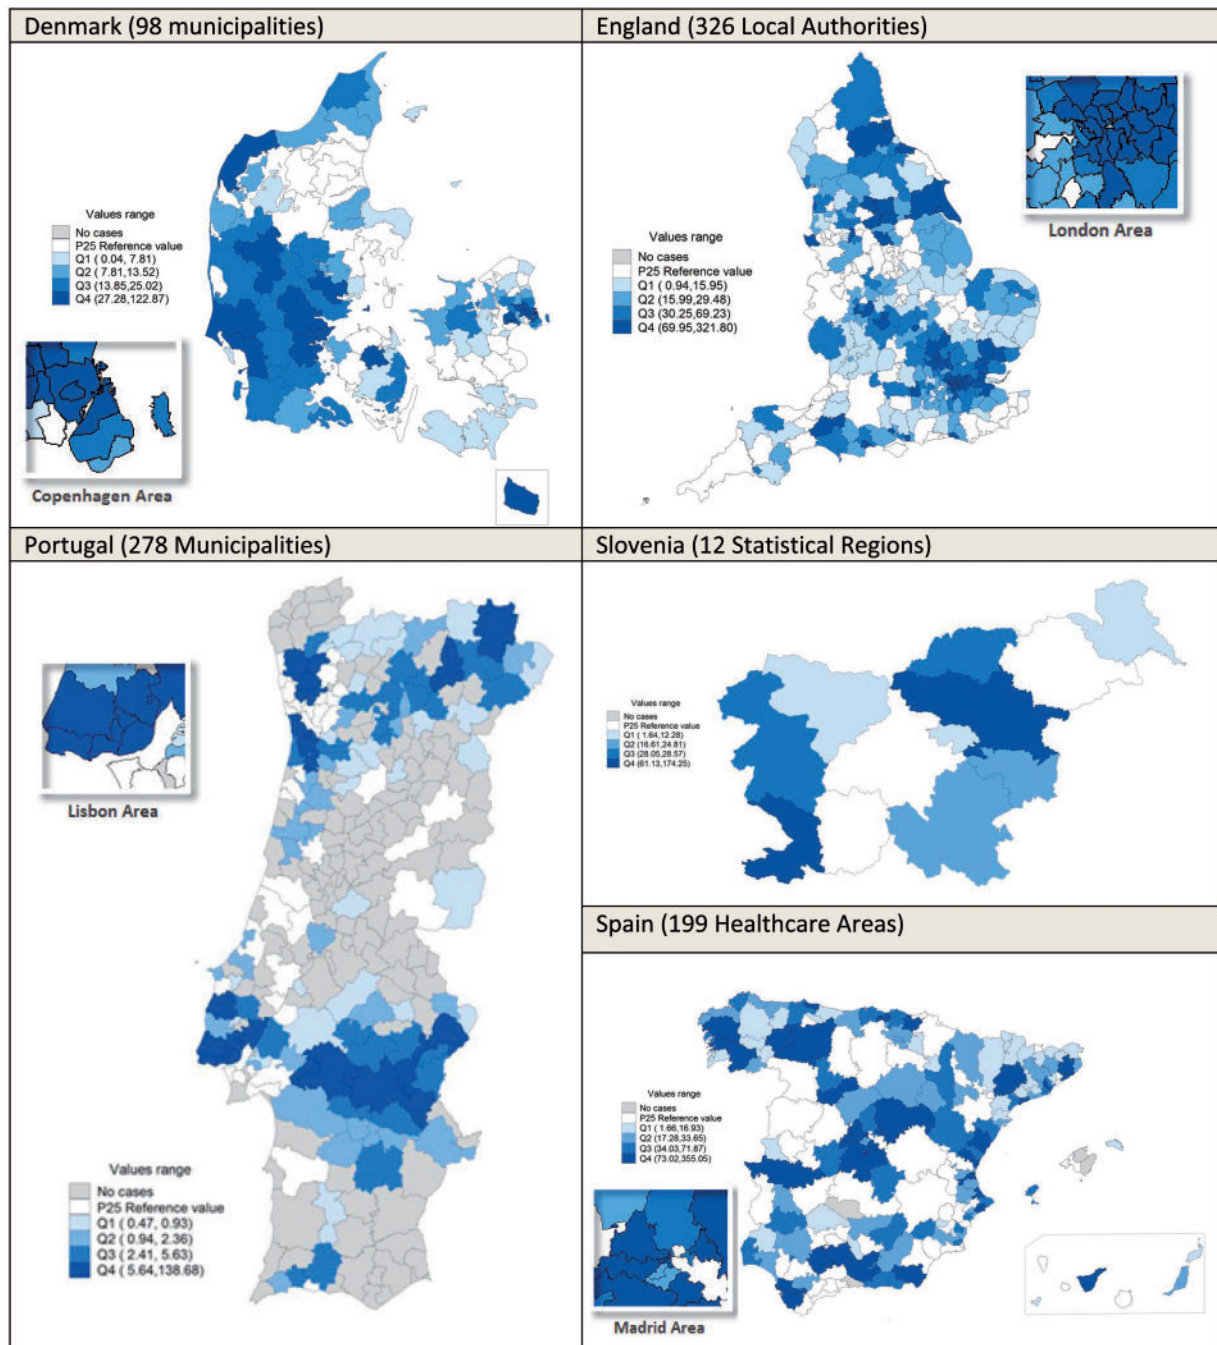 Denmark (98 municipalities)
Values range
No cases
P25 Reference value
Q1 ( 0.04, 7.81)
Q2 ( 7.81,13.52)
Q3 (13.85,25.02)
Q4 (27.28,122.87)
Copenhagen Area
England (326 Local Authorities)
London Area
Values range
No cases
P25 Reference value
Q1 ( 0.94,15.95)
Q2 (15.99,29.48)
Q3 (30.25,69.23)
Q4 (69.95,321.80)
Portugal (278 Municipalities)
Lisbon Area
Values range
No cases
P25 Reference value
Q1 ( 0.47, 0.93)
Q2 ( 0.94, 2.36)
Q3 ( 2.41, 5.63)
Q4 ( 5.64,138.68)
Slovenia (12 Statistical Regions)
Values range
No cases
P25 Reference value
Q1 ( 1.64,12.28)
Q2 (16.61,24.81)
Q3 (28.05,28.57)
Q4 (61.13,174.25)
Spain (199 Healthcare Areas)
Values range
No cases
P25 Reference value
Q1 ( 1.66,16.93)
Q2 (17.28,33.65)
Q3 (34.03,71.87)
Q4 (73.02,355.05)
Madrid Area